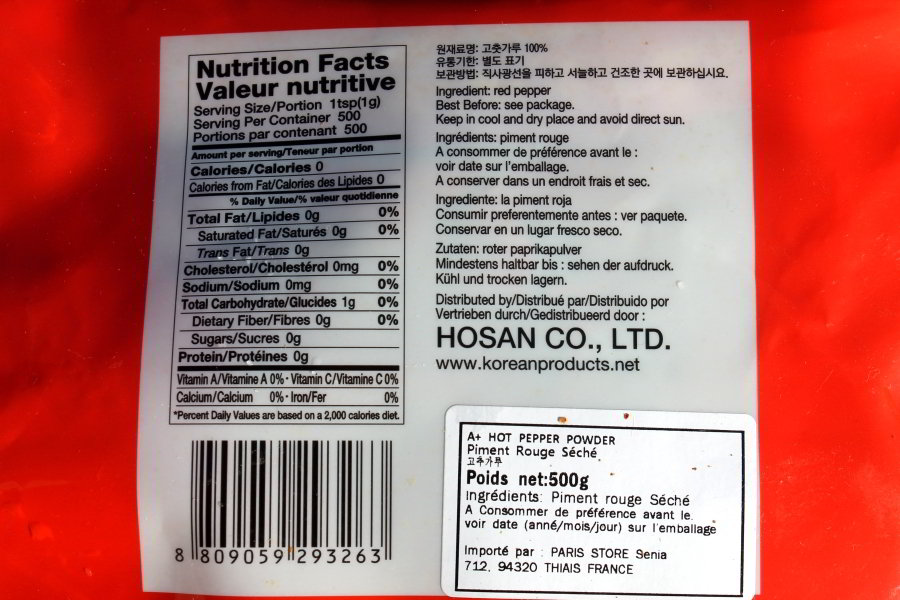 Nutrition Facts
Valeur nutritive
Serving Size/Portion 1tsp(1g)
Serving Per Container 500
Portions par contenant 500
Amount per serving/Teneur par portion
Calories/Calories 0
Calories from Fat/Calories des Lipides 0
% Daily Value/% valeur quotidienne
Total Fat/Lipides 0g 0%
Saturated Fat/Saturés 0g 0%
Trans Fat/Trans 0g
Cholesterol/Cholestérol 0mg 0%
Sodium/Sodium 0mg 0%
Total Carbohydrate/Glucides 1g 0%
Dietary Fiber/Fibres 0g 0%
Sugars/Sucres 0g
Protein/Protéines 0g
Vitamin A/Vitamine A 0% · Vitamin C/Vitamine C 0%
Calcium/Calcium 0% · Iron/Fer 0%
*Percent Daily Values are based on a 2,000 calories diet.
8 809059 293263
원재료명: 고춧가루 100%
유통기한: 별도 표기
보관방법: 직사광선을 피하고 서늘하고 건조한 곳에 보관하십시요.
Ingredient: red pepper
Best Before: see package.
Keep in cool and dry place and avoid direct sun.
Ingrédients: piment rouge
A consommer de préférence avant le :
voir date sur l'emballage.
A conserver dans un endroit frais et sec.
Ingrediente: la piment roja
Consumir preferentemente antes : ver paquete.
Conservar en un lugar fresco seco.
Zutaten: roter paprikapulver
Mindestens haltbar bis : sehen der aufdruck.
Kühl und trocken lagern.
Distributed by/Distribué par/Distribuido por
Vertrieben durch/Gedistribueerd door :
HOSAN CO., LTD.
www.koreanproducts.net
A+ HOT PEPPER POWDER
Piment Rouge Séché
고추가루
Poids net:500g
Ingrédients: Piment rouge Séché
A Consommer de préférence avant le
voir date (anné/mois/jour) sur l'emballage
Importé par : PARIS STORE Senia
712, 94320 THIAIS FRANCE